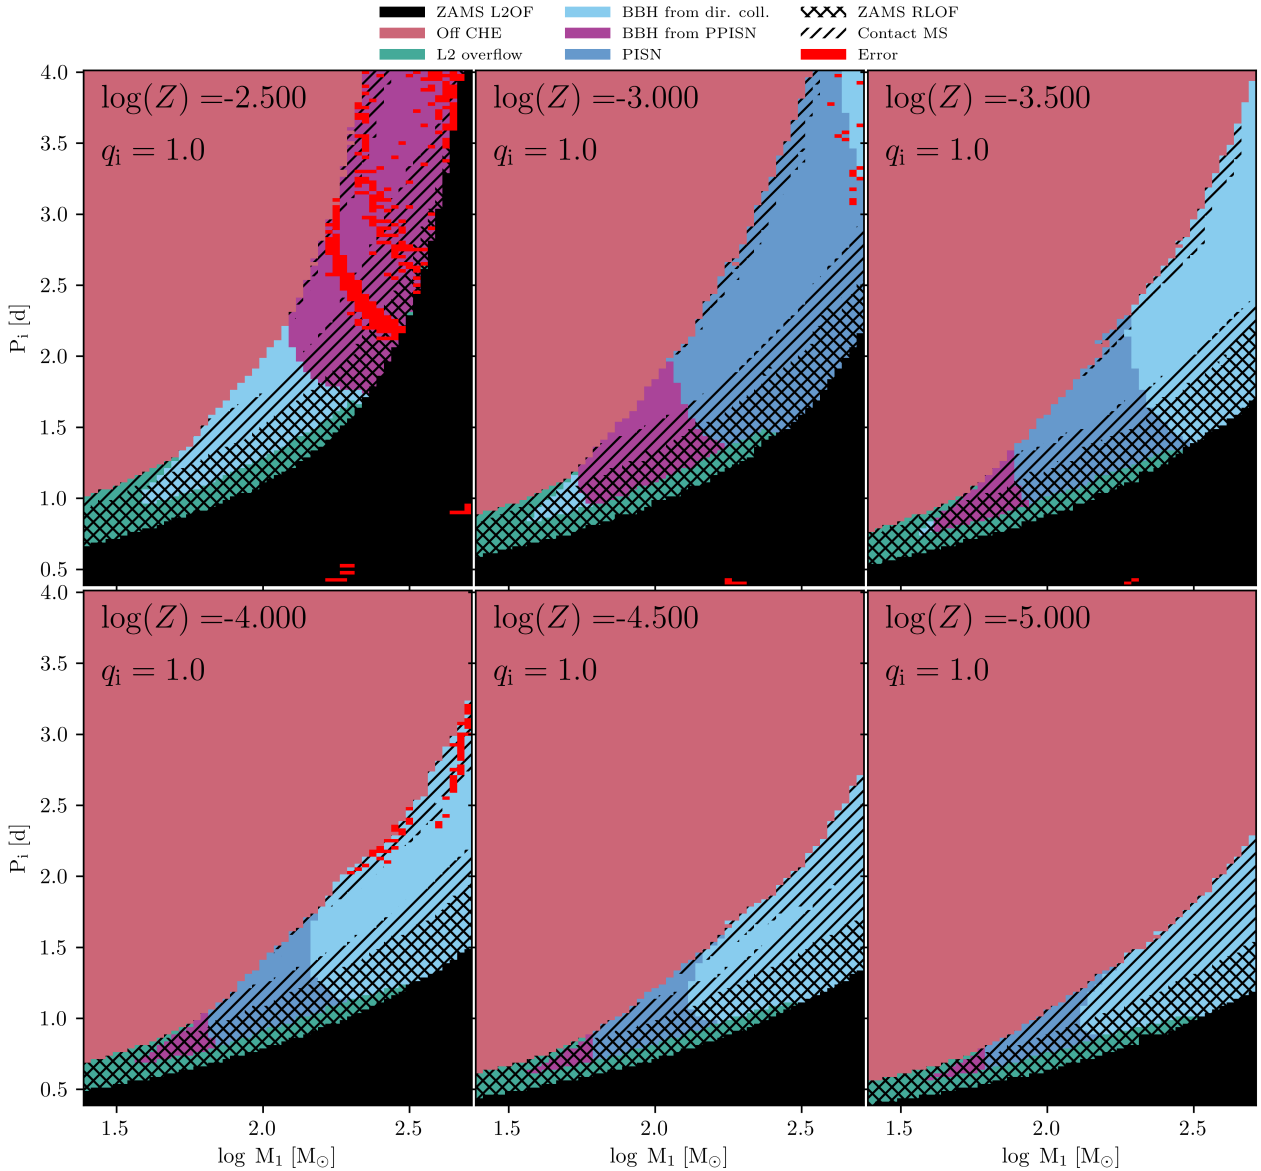 ZAMS L2OF
Off CHE
L2 overflow
BBH from dir. coll.
BBH from PPISN
PISN
ZAMS RLOF
Contact MS
Error
log(Z) =-2.500
qi = 1.0
log(Z) =-3.000
qi = 1.0
log(Z) =-3.500
qi = 1.0
4.0
3.5
3.0
2.5
2.0
1.5
1.0
0.5
Pi [d]
log(Z) =-4.000
qi = 1.0
log(Z) =-4.500
qi = 1.0
log(Z) =-5.000
qi = 1.0
4.0
3.5
3.0
2.5
2.0
1.5
1.0
0.5
Pi [d]
1.5 2.0 2.5
1.5 2.0 2.5
1.5 2.0 2.5
log M1 [M⊙]
log M1 [M⊙]
log M1 [M⊙]